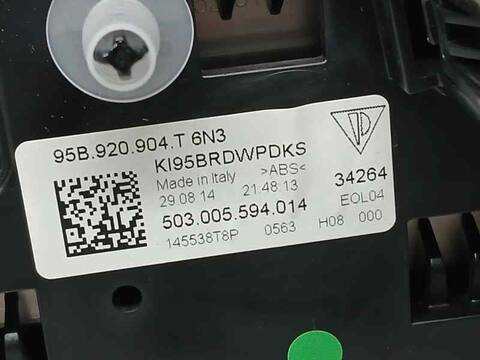 95B.920.904.T 6N3
KI95BRDWPDKS
Made in Italy >ABS<
29.08.14 21.48.13 34264
503.005.594.014 EOL04
145538T8P 0563 H08 000